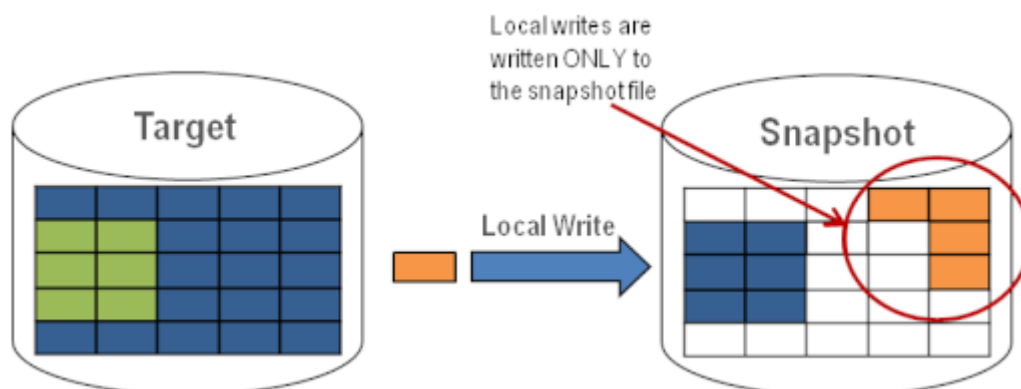 Local writes are
written ONLY to
the snapshot file
Target
Snapshot
Local Write